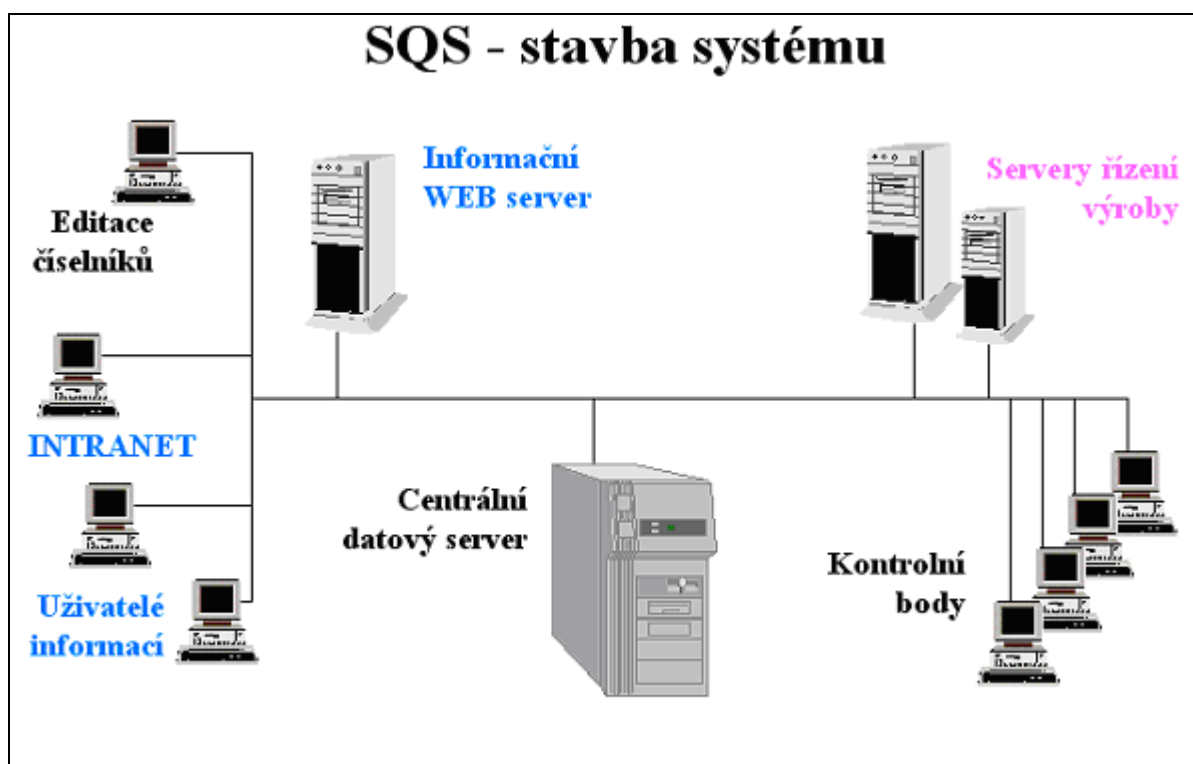 SQS - stavba systému
Editace
číselníků
Informační
WEB server
Servery řízení
výroby
INTRANET
Centrální
datový server
Uživatelé
informací
Kontrolní
body